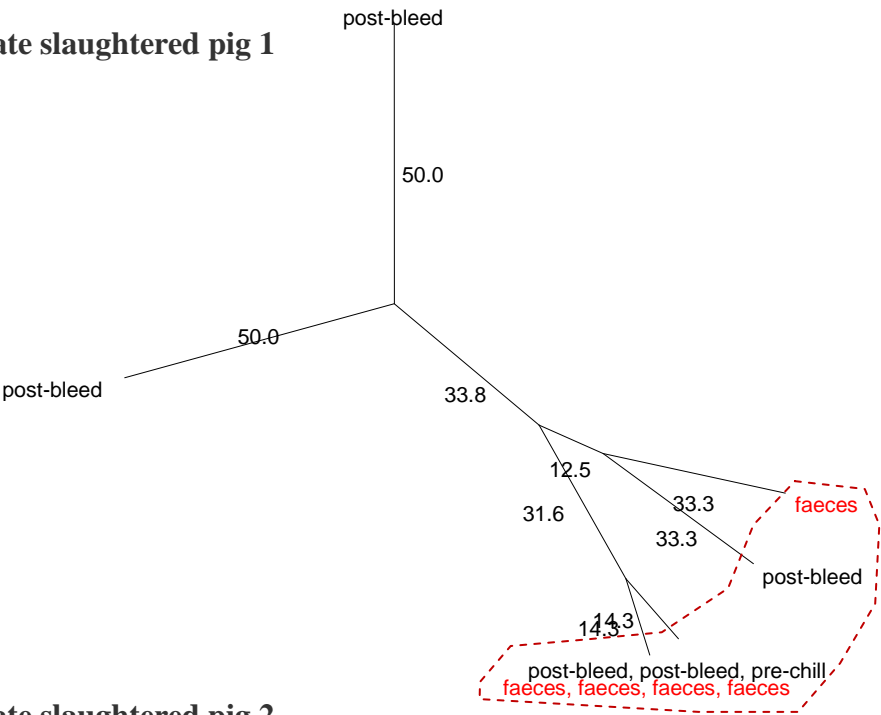 post-bleed
ate slaughtered pig 1
50.0
50.0
post-bleed
33.8
12.5
31.6
33.3
faeces
33.3
post-bleed
14.3
14.3
post-bleed, post-bleed, pre-chill
faeces, faeces, faeces, faeces
ate slaughtered pig 2